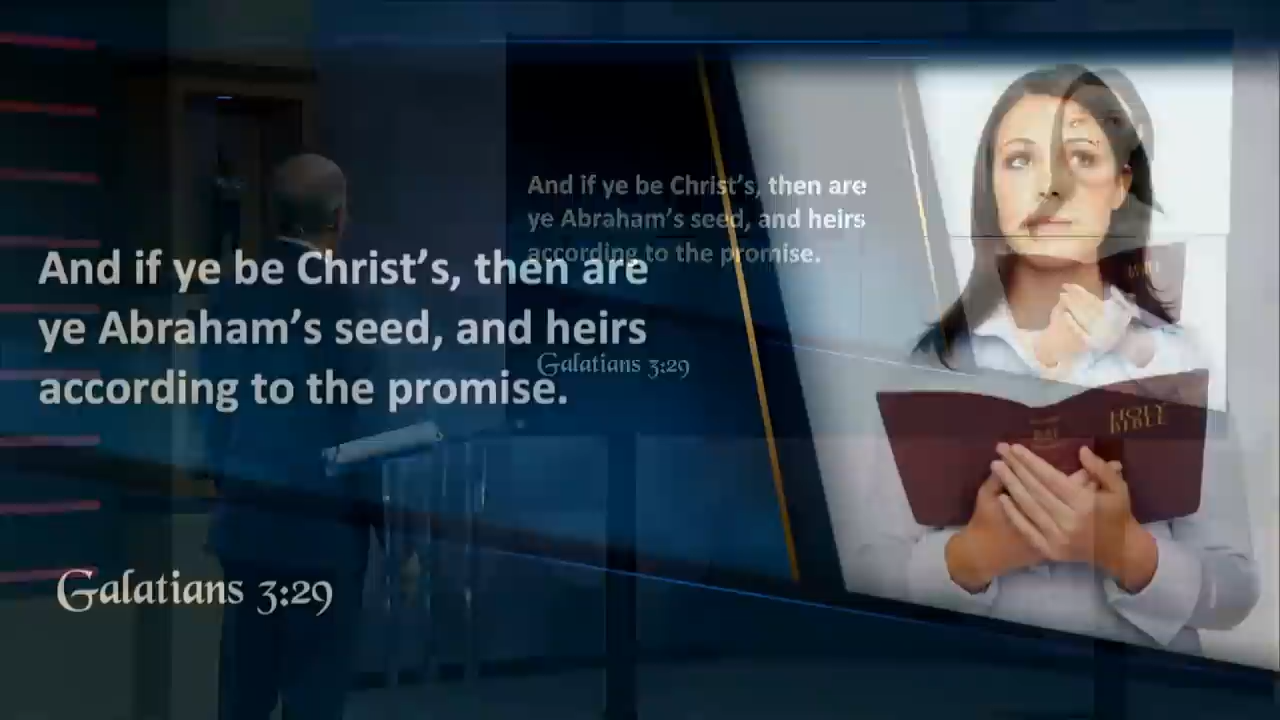 And if ye be Christ's, then are
ye Abraham's seed, and heirs
according to the promise.
Galatians 3:29
And if ye be Christ's, then are
ye Abraham's seed, and heirs
according to the promise.
Galatians 3:29
HOLY
BIBLE